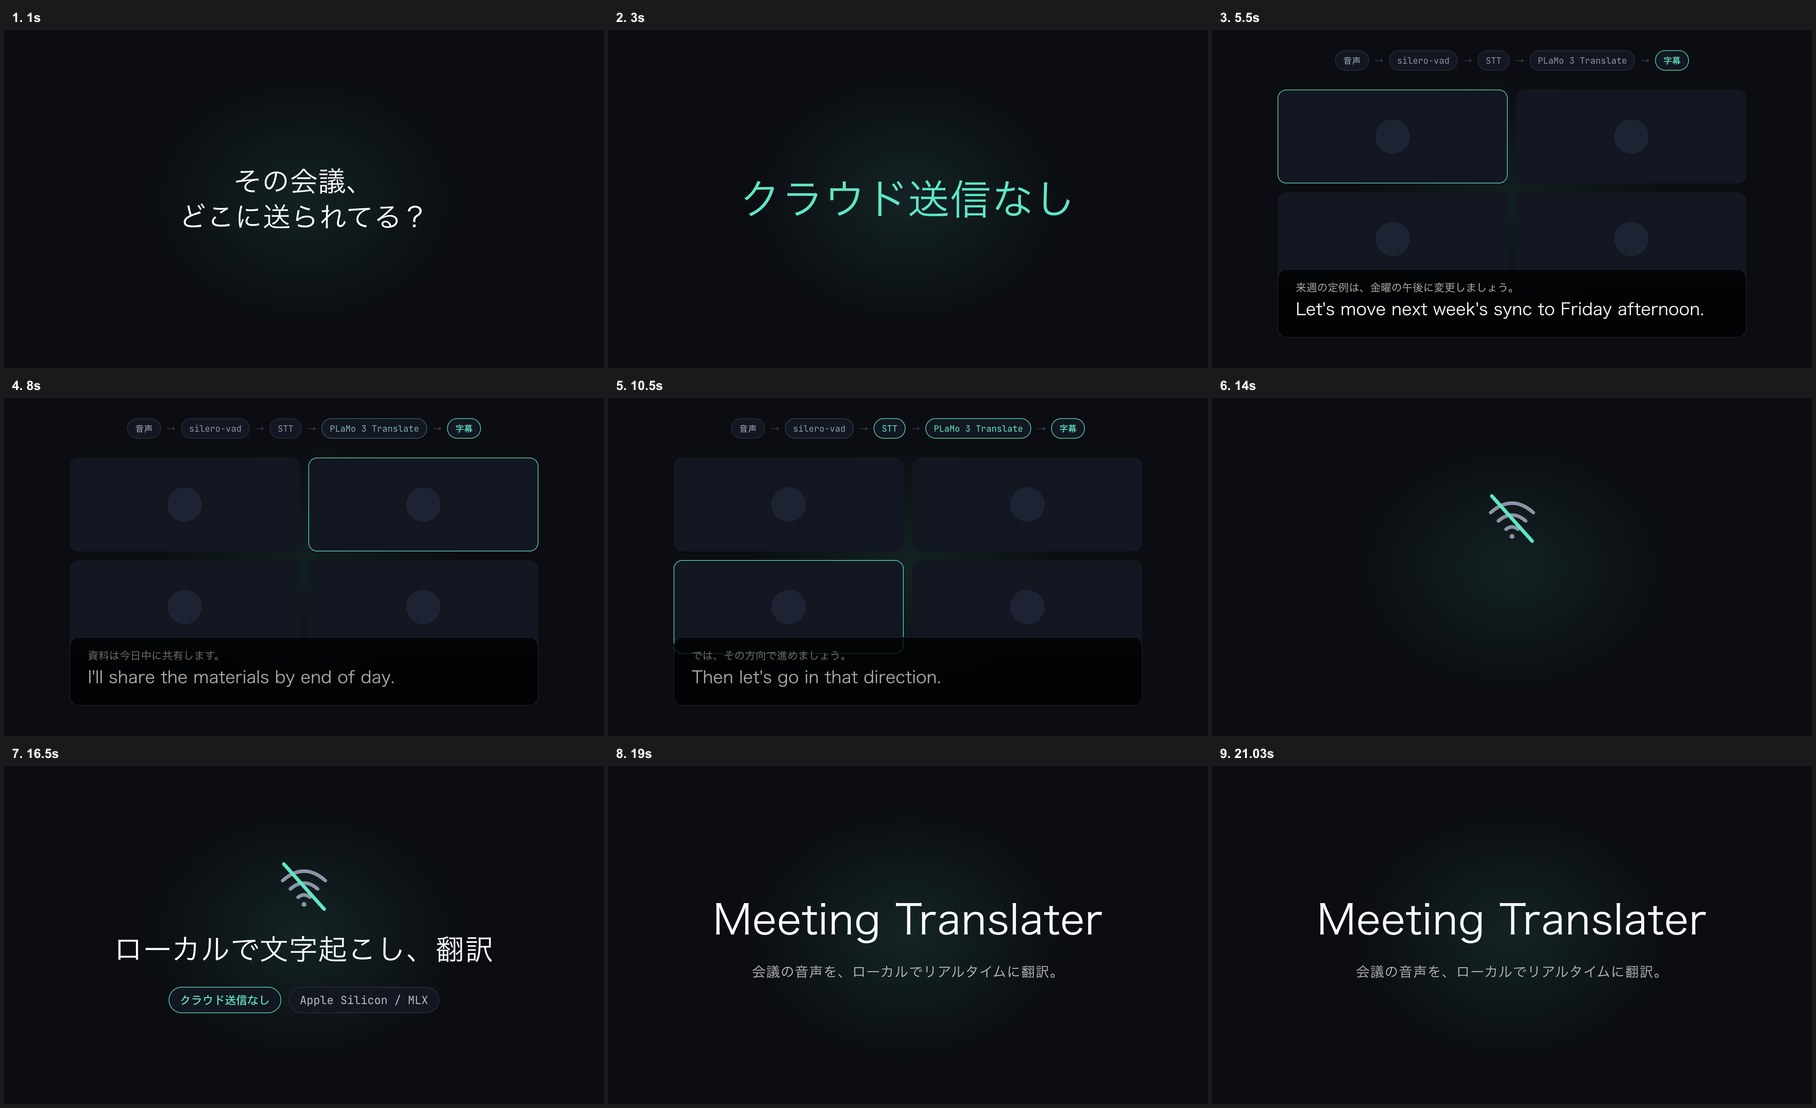 1. 1s
その会議、
どこに送られてる？
2. 3s
クラウド送信なし
3. 5.5s
音声 → silero-vad → STT → PLaMo 3 Translate → 字幕
来週の定例は、金曜の午後に変更しましょう。
Let's move next week's sync to Friday afternoon.
4. 8s
音声 → silero-vad → STT → PLaMo 3 Translate → 字幕
資料は今日中に共有します。
I'll share the materials by end of day.
5. 10.5s
音声 → silero-vad → STT → PLaMo 3 Translate → 字幕
では、その方向で進めましょう。
Then let's go in that direction.
6. 14s
7. 16.5s
ローカルで文字起こし、翻訳
クラウド送信なし
Apple Silicon / MLX
8. 19s
Meeting Translater
会議の音声を、ローカルでリアルタイムに翻訳。
9. 21.03s
Meeting Translater
会議の音声を、ローカルでリアルタイムに翻訳。